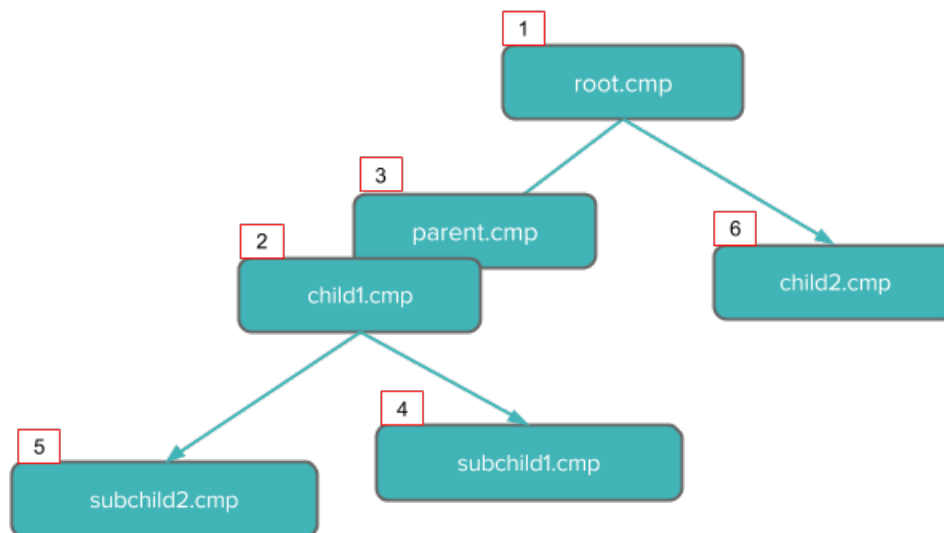 1
root.cmp
3
parent.cmp
2
child1.cmp
6
child2.cmp
4
subchild1.cmp
5
subchild2.cmp